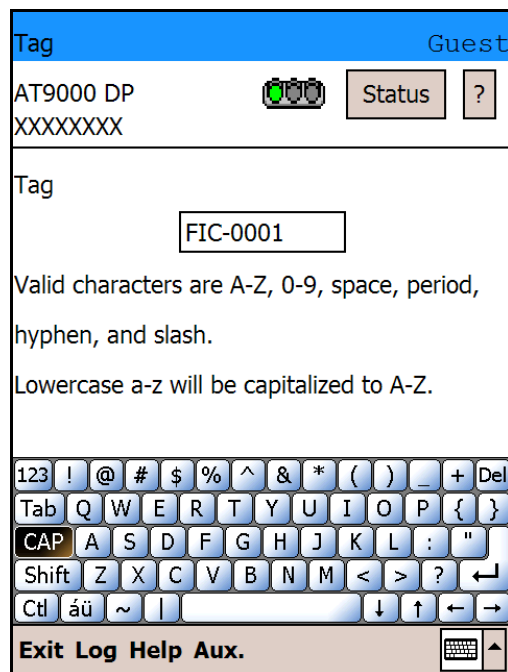 Tag Guest
AT9000 DP Status ?
XXXXXXXX
Tag
FIC-0001
Valid characters are A-Z, 0-9, space, period,
hyphen, and slash.
Lowercase a-z will be capitalized to A-Z.
123 ! @ # $ % ^ & * ( ) _ + Del
Tab Q W E R T Y U I O P { }
CAP A S D F G H J K L : "
Shift Z X C V B N M < > ? ↵
Ctl áü ~ | ↓ ↑ ← →
Exit Log Help Aux.